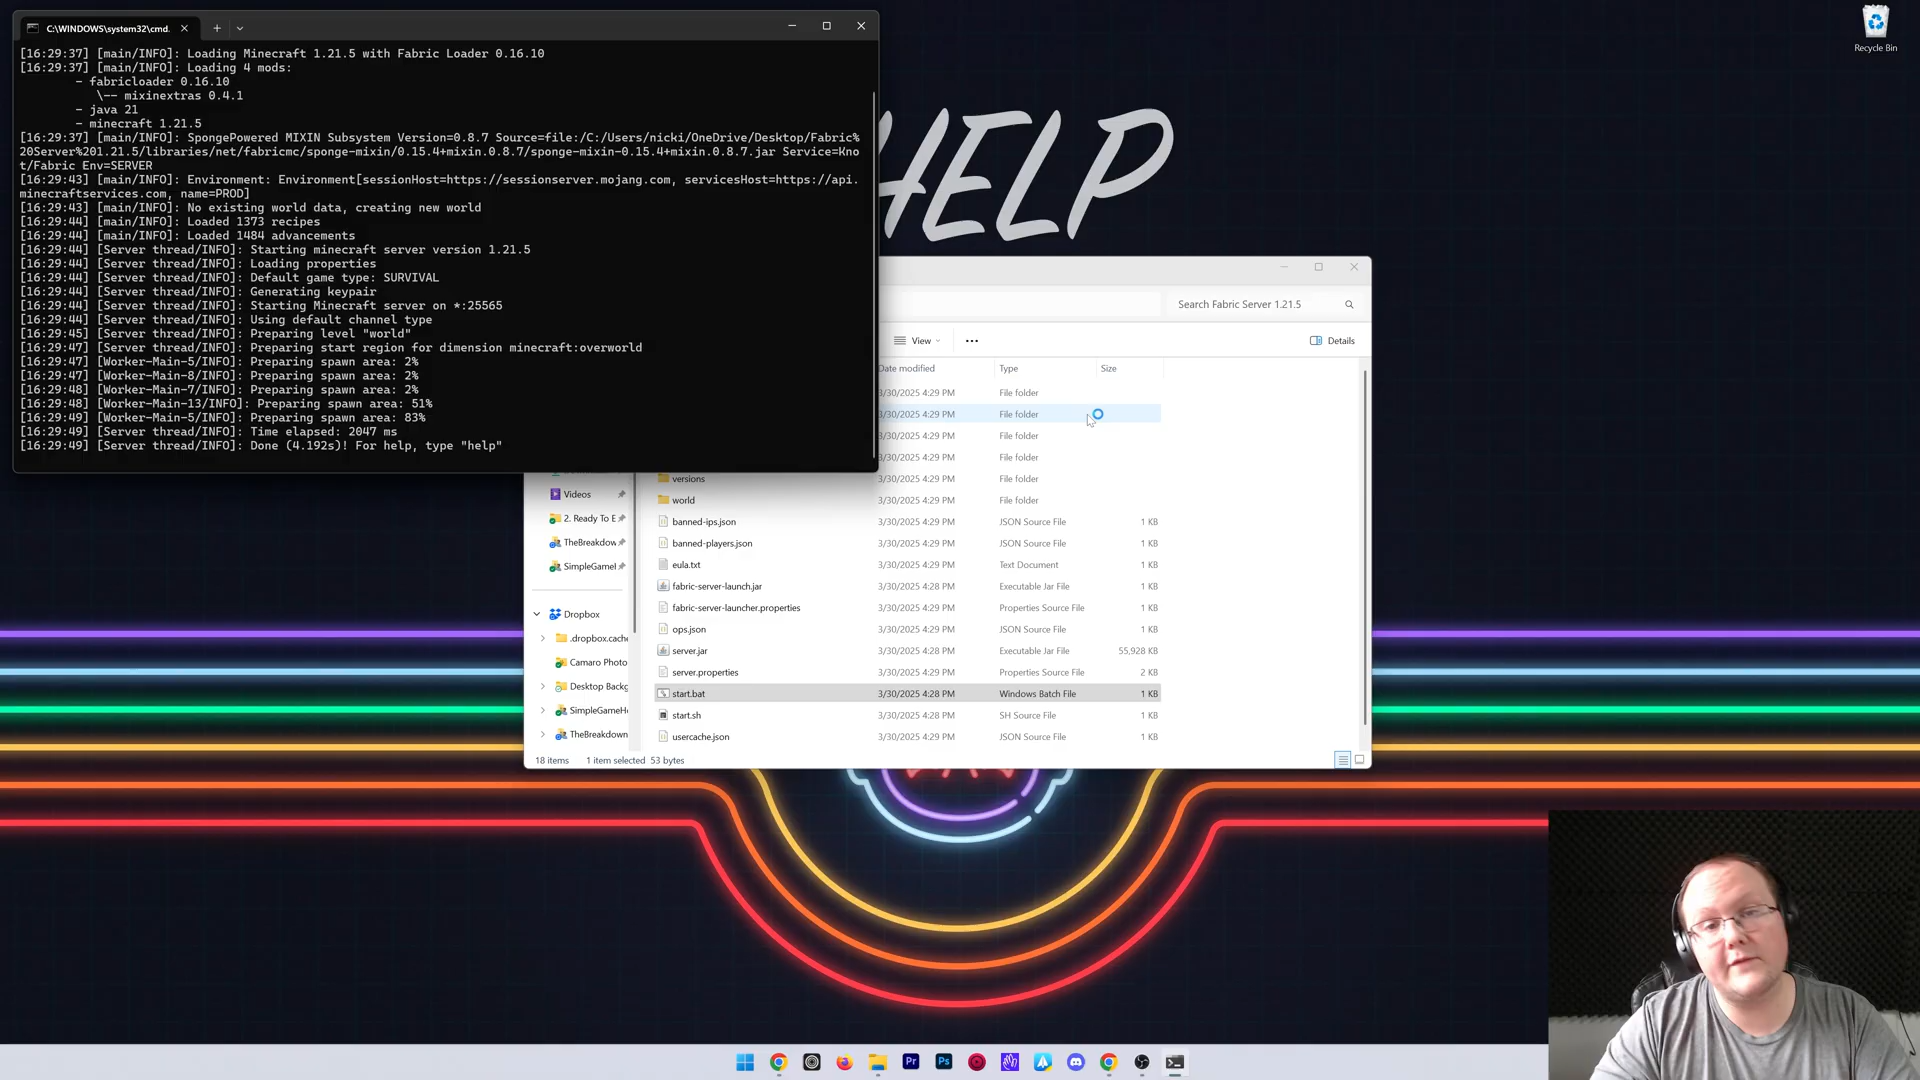 C:\WINDOWS\system32\cmd.
[16:29:37] [main/INFO]: Loading Minecraft 1.21.5 with Fabric Loader 0.16.10
[16:29:37] [main/INFO]: Loading 4 mods:
- fabricloader 0.16.10
\-- mixinextras 0.4.1
- java 21
- minecraft 1.21.5
[16:29:37] [main/INFO]: SpongePowered MIXIN Subsystem Version=0.8.7 Source=file:/C:/Users/nicki/OneDrive/Desktop/Fabric%
20Server%201.21.5/libraries/net/fabricmc/sponge-mixin/0.15.4+mixin.0.8.7/sponge-mixin-0.15.4+mixin.0.8.7.jar Service=Kno
t/Fabric Env=SERVER
[16:29:43] [main/INFO]: Environment: Environment[sessionHost=https://sessionserver.mojang.com, servicesHost=https://api.
minecraftservices.com, name=PROD]
[16:29:43] [main/INFO]: No existing world data, creating new world
[16:29:44] [main/INFO]: Loaded 1373 recipes
[16:29:44] [main/INFO]: Loaded 1484 advancements
[16:29:44] [Server thread/INFO]: Starting minecraft server version 1.21.5
[16:29:44] [Server thread/INFO]: Loading properties
[16:29:44] [Server thread/INFO]: Default game type: SURVIVAL
[16:29:44] [Server thread/INFO]: Generating keypair
[16:29:44] [Server thread/INFO]: Starting Minecraft server on *:25565
[16:29:44] [Server thread/INFO]: Using default channel type
[16:29:45] [Server thread/INFO]: Preparing level "world"
[16:29:47] [Server thread/INFO]: Preparing start region for dimension minecraft:overworld
[16:29:47] [Worker-Main-5/INFO]: Preparing spawn area: 2%
[16:29:47] [Worker-Main-8/INFO]: Preparing spawn area: 2%
[16:29:48] [Worker-Main-7/INFO]: Preparing spawn area: 2%
[16:29:48] [Worker-Main-13/INFO]: Preparing spawn area: 51%
[16:29:49] [Worker-Main-5/INFO]: Preparing spawn area: 83%
[16:29:49] [Server thread/INFO]: Time elapsed: 2047 ms
[16:29:49] [Server thread/INFO]: Done (4.192s)! For help, type "help"
Recycle Bin
HELP
Search Fabric Server 1.21.5
View
Details
Date modified Type Size
3/30/2025 4:29 PM File folder
3/30/2025 4:29 PM File folder
3/30/2025 4:29 PM File folder
3/30/2025 4:29 PM File folder
versions 3/30/2025 4:29 PM File folder
world 3/30/2025 4:29 PM File folder
banned-ips.json 3/30/2025 4:29 PM JSON Source File 1 KB
banned-players.json 3/30/2025 4:29 PM JSON Source File 1 KB
eula.txt 3/30/2025 4:29 PM Text Document 1 KB
fabric-server-launch.jar 3/30/2025 4:28 PM Executable Jar File 1 KB
fabric-server-launcher.properties 3/30/2025 4:29 PM Properties Source File 1 KB
ops.json 3/30/2025 4:29 PM JSON Source File 1 KB
server.jar 3/30/2025 4:28 PM Executable Jar File 55,928 KB
server.properties 3/30/2025 4:29 PM Properties Source File 2 KB
start.bat 3/30/2025 4:28 PM Windows Batch File 1 KB
start.sh 3/30/2025 4:28 PM SH Source File 1 KB
usercache.json 3/30/2025 4:29 PM JSON Source File 1 KB
Videos
2. Ready To E
TheBreakdow
SimpleGameI
Dropbox
.dropbox.cache
Camaro Photo
Desktop Backg
SimpleGameH
TheBreakdown
18 items 1 item selected 53 bytes
Pr
Ps